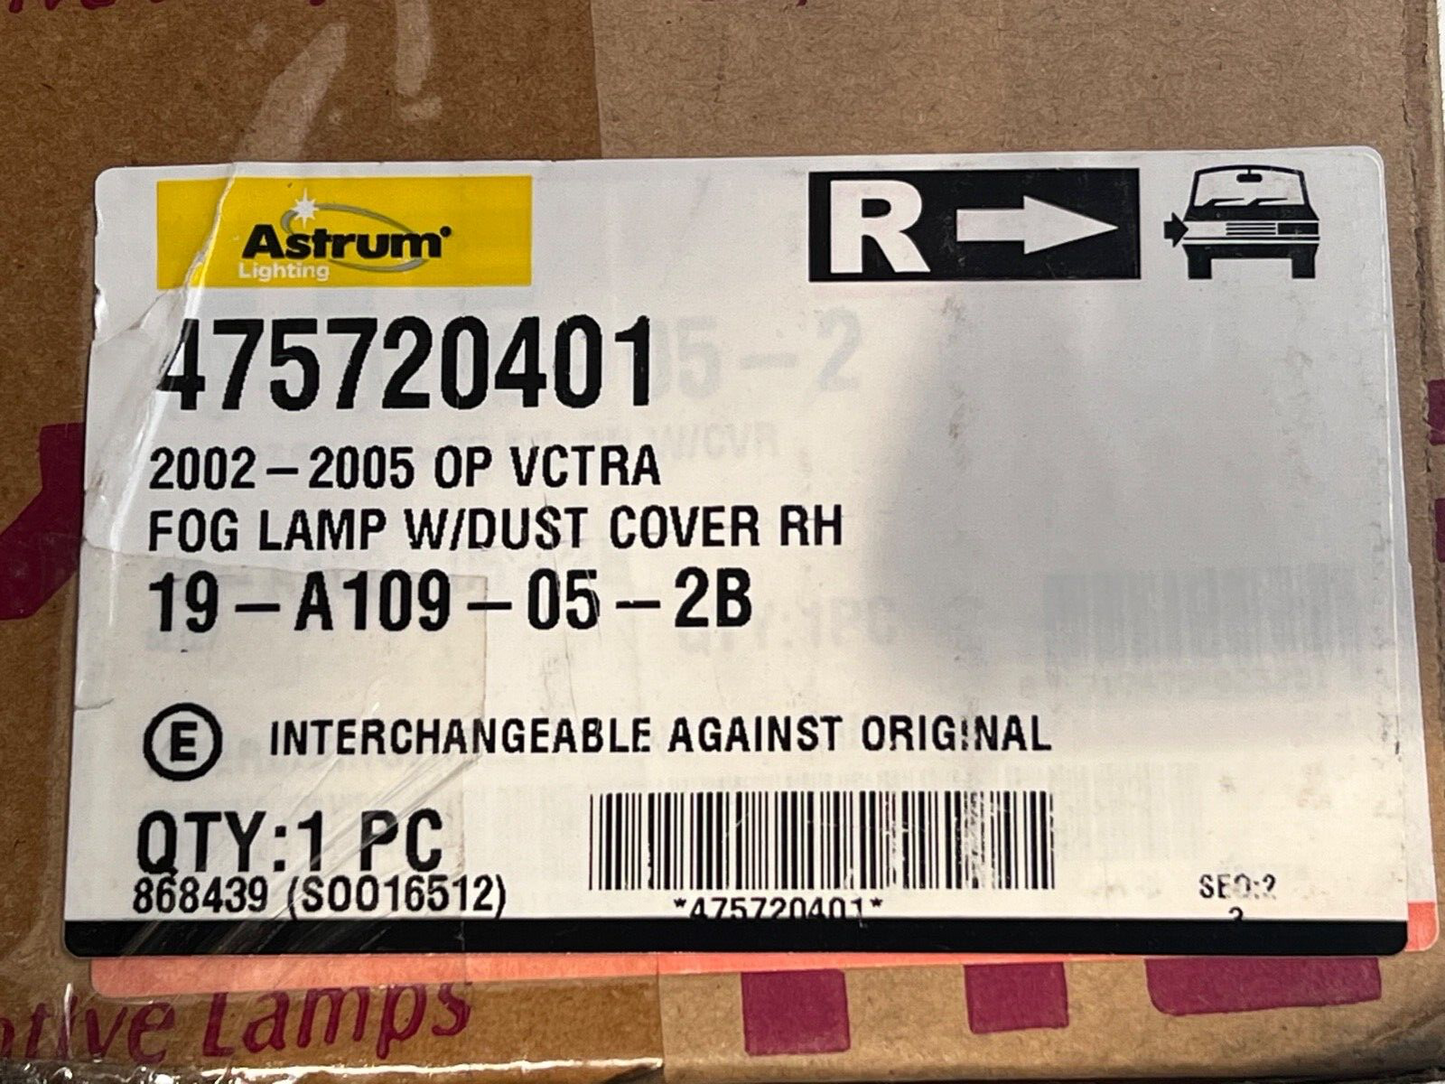 Astrum
Lighting
R
475720401
2002-2005 OP VCTRA
FOG LAMP W/DUST COVER RH
19-A109-05-2B
E INTERCHANGEABLE AGAINST ORIGINAL
QTY:1 PC
868439 (S0016512)
*475720401*
SEQ:2
Lamps